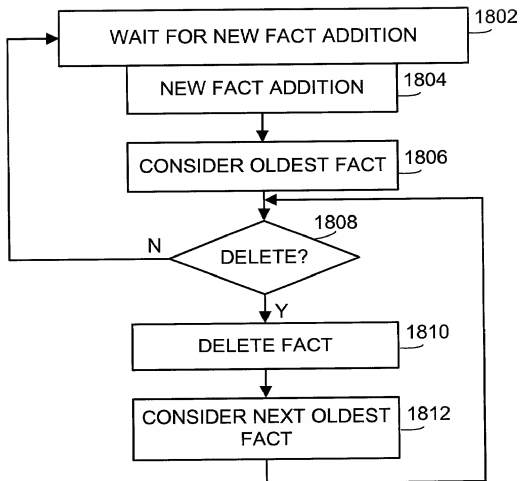 WAIT FOR NEW FACT ADDITION
1802
NEW FACT ADDITION
1804
CONSIDER OLDEST FACT
1806
1808
N
DELETE?
Y
DELETE FACT
1810
CONSIDER NEXT OLDEST
FACT
1812